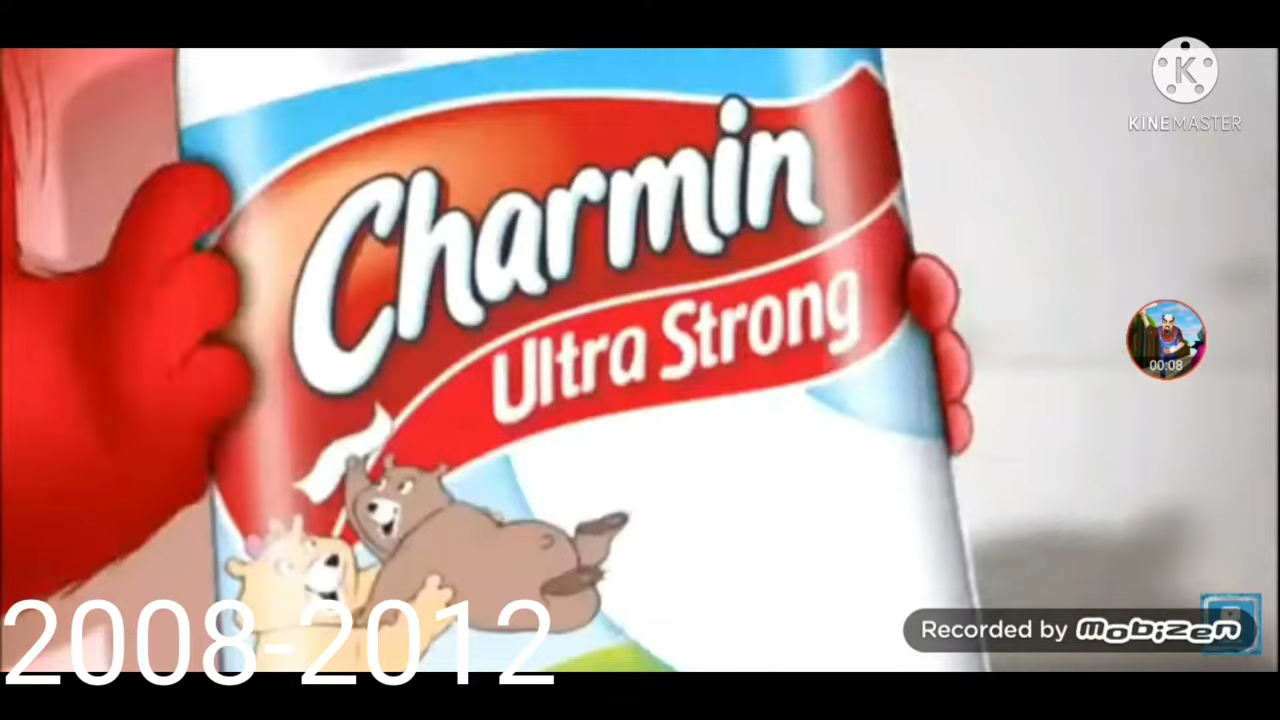 K
KINEMASTER
Charmin
Ultra Strong
00:08
2008-2012
Recorded by mobizen